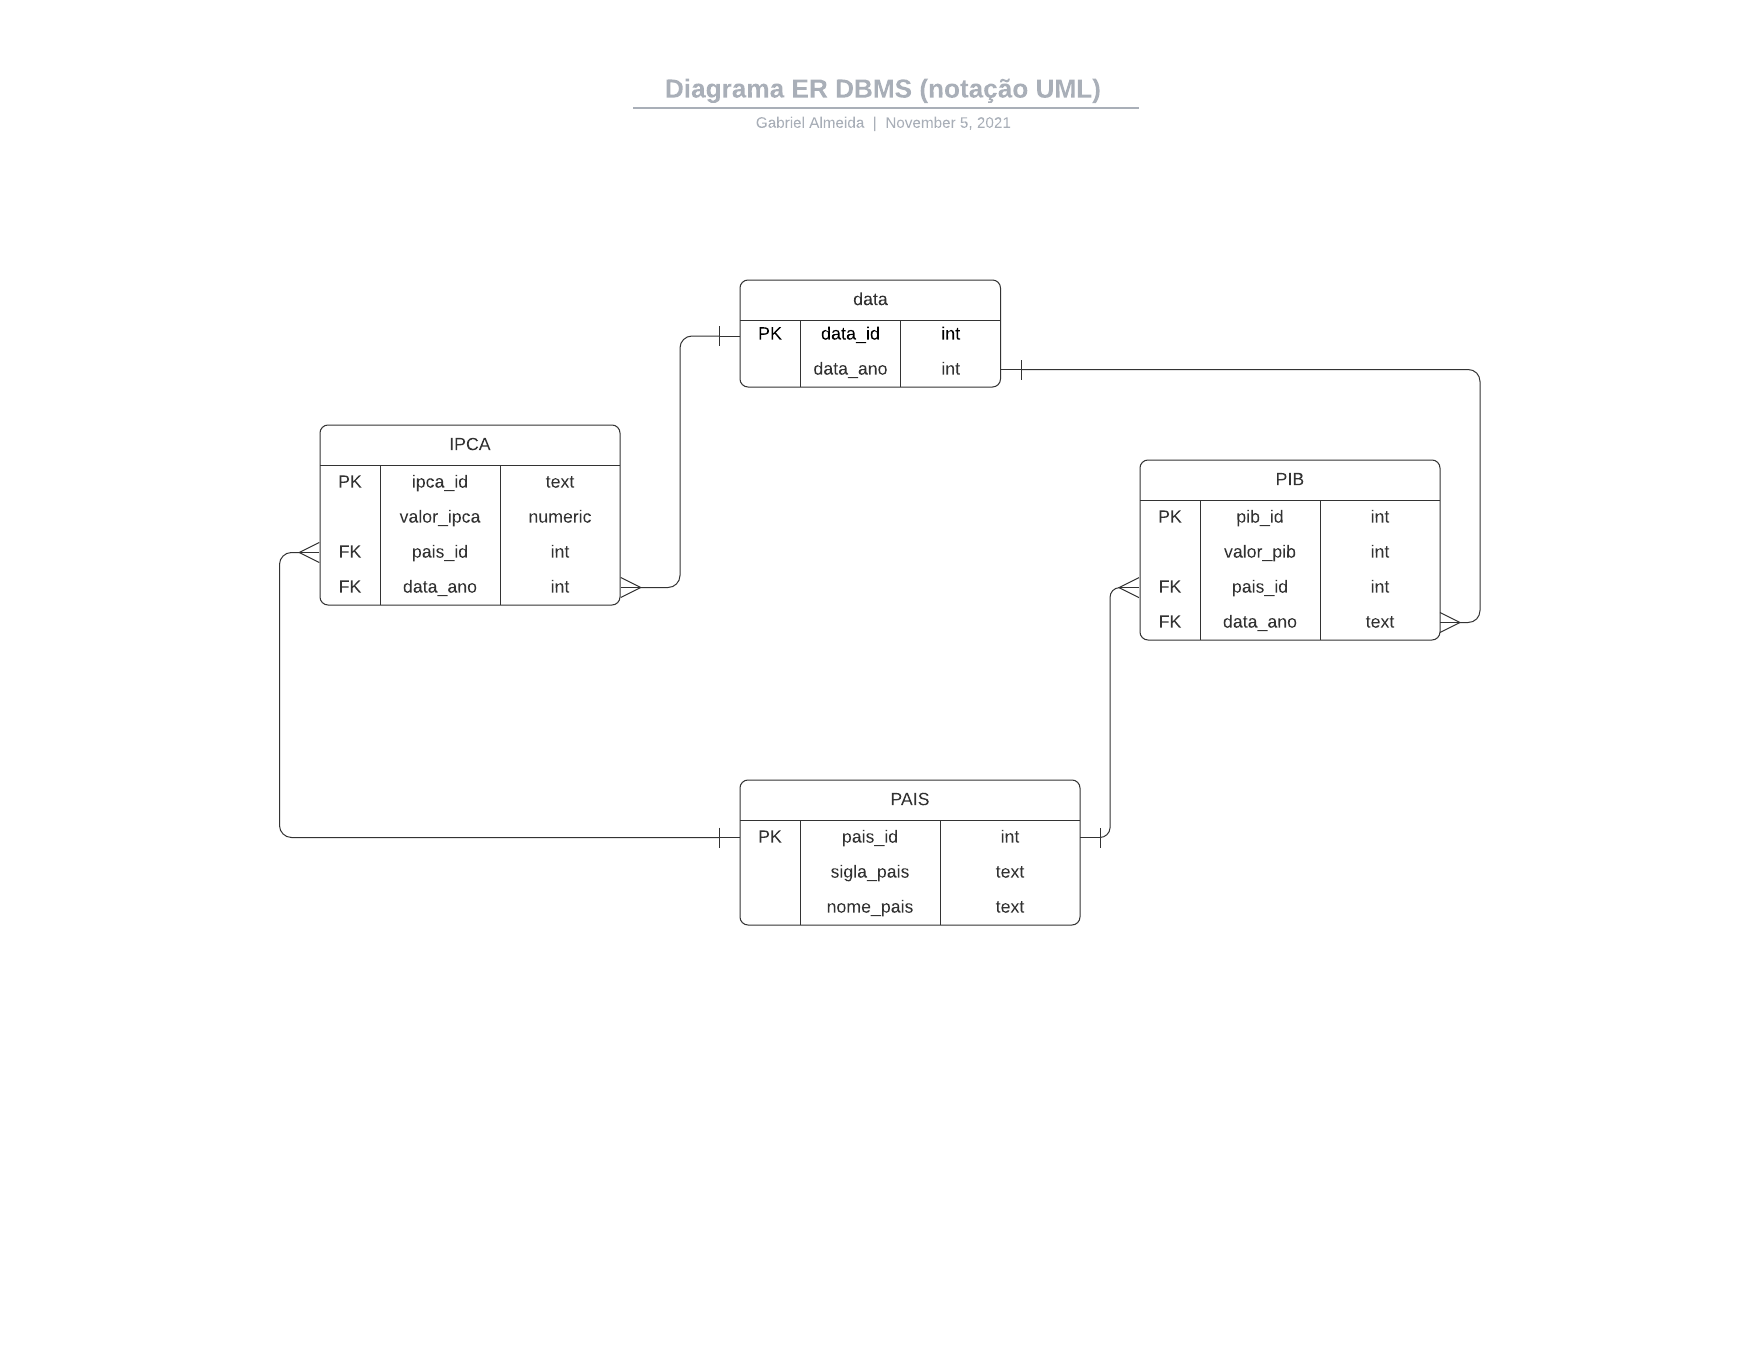 Diagrama ER DBMS (notação UML)
Gabriel Almeida | November 5, 2021
data
PK data_id int
data_ano int
IPCA
PK ipca_id text
valor_ipca numeric
FK pais_id int
FK data_ano int
PIB
PK pib_id int
valor_pib int
FK pais_id int
FK data_ano text
PAIS
PK pais_id int
sigla_pais text
nome_pais text